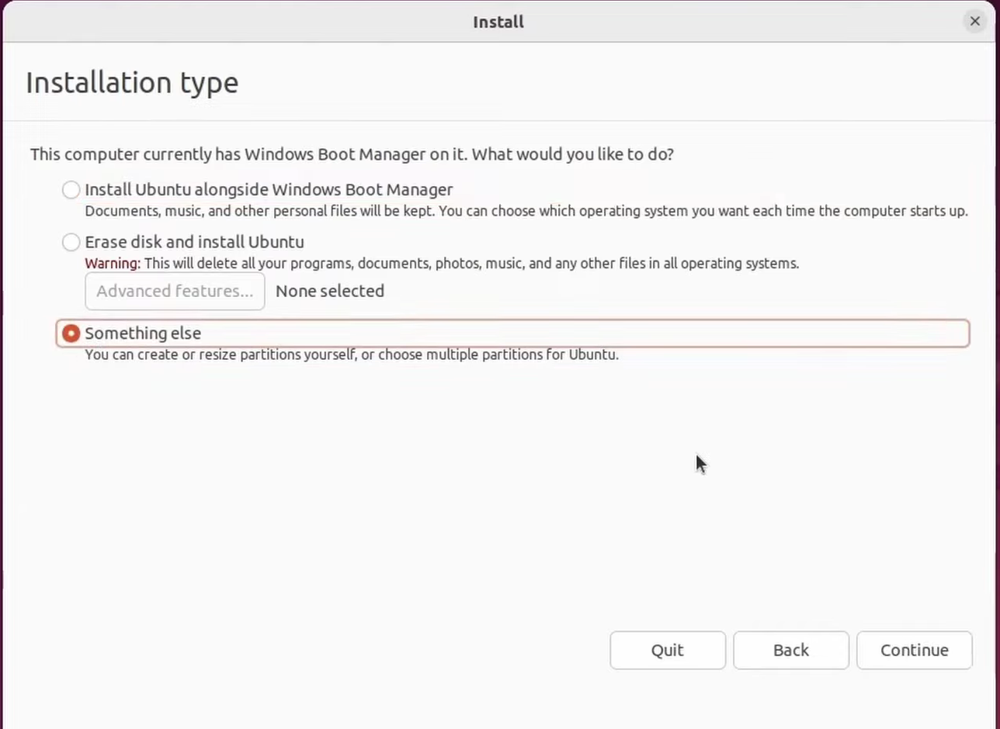 Install
Installation type
This computer currently has Windows Boot Manager on it. What would you like to do?
Install Ubuntu alongside Windows Boot Manager
Documents, music, and other personal files will be kept. You can choose which operating system you want each time the computer starts up.
Erase disk and install Ubuntu
Warning: This will delete all your programs, documents, photos, music, and any other files in all operating systems.
Advanced features... None selected
Something else
You can create or resize partitions yourself, or choose multiple partitions for Ubuntu.
Quit Back Continue